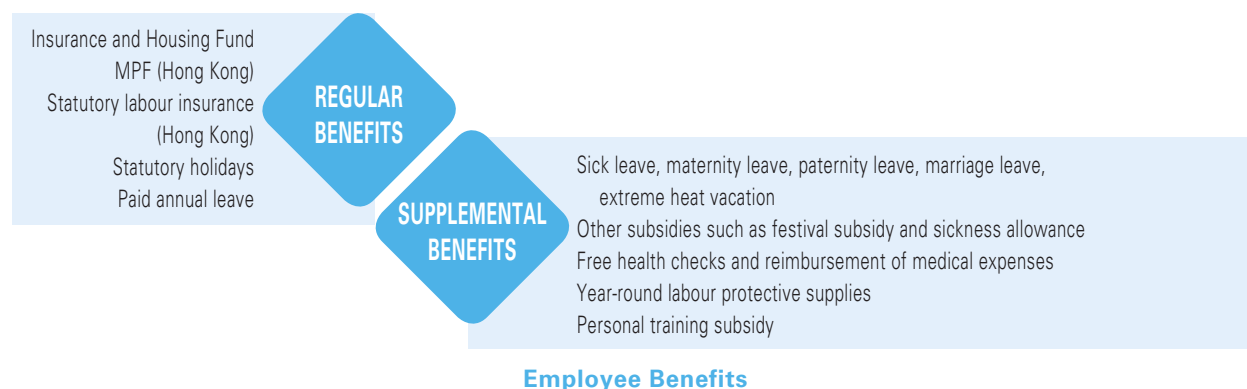 Insurance and Housing Fund
MPF (Hong Kong)
Statutory labour insurance
(Hong Kong)
Statutory holidays
Paid annual leave
REGULAR
BENEFITS
SUPPLEMENTAL
BENEFITS
Sick leave, maternity leave, paternity leave, marriage leave,
extreme heat vacation
Other subsidies such as festival subsidy and sickness allowance
Free health checks and reimbursement of medical expenses
Year-round labour protective supplies
Personal training subsidy
Employee Benefits